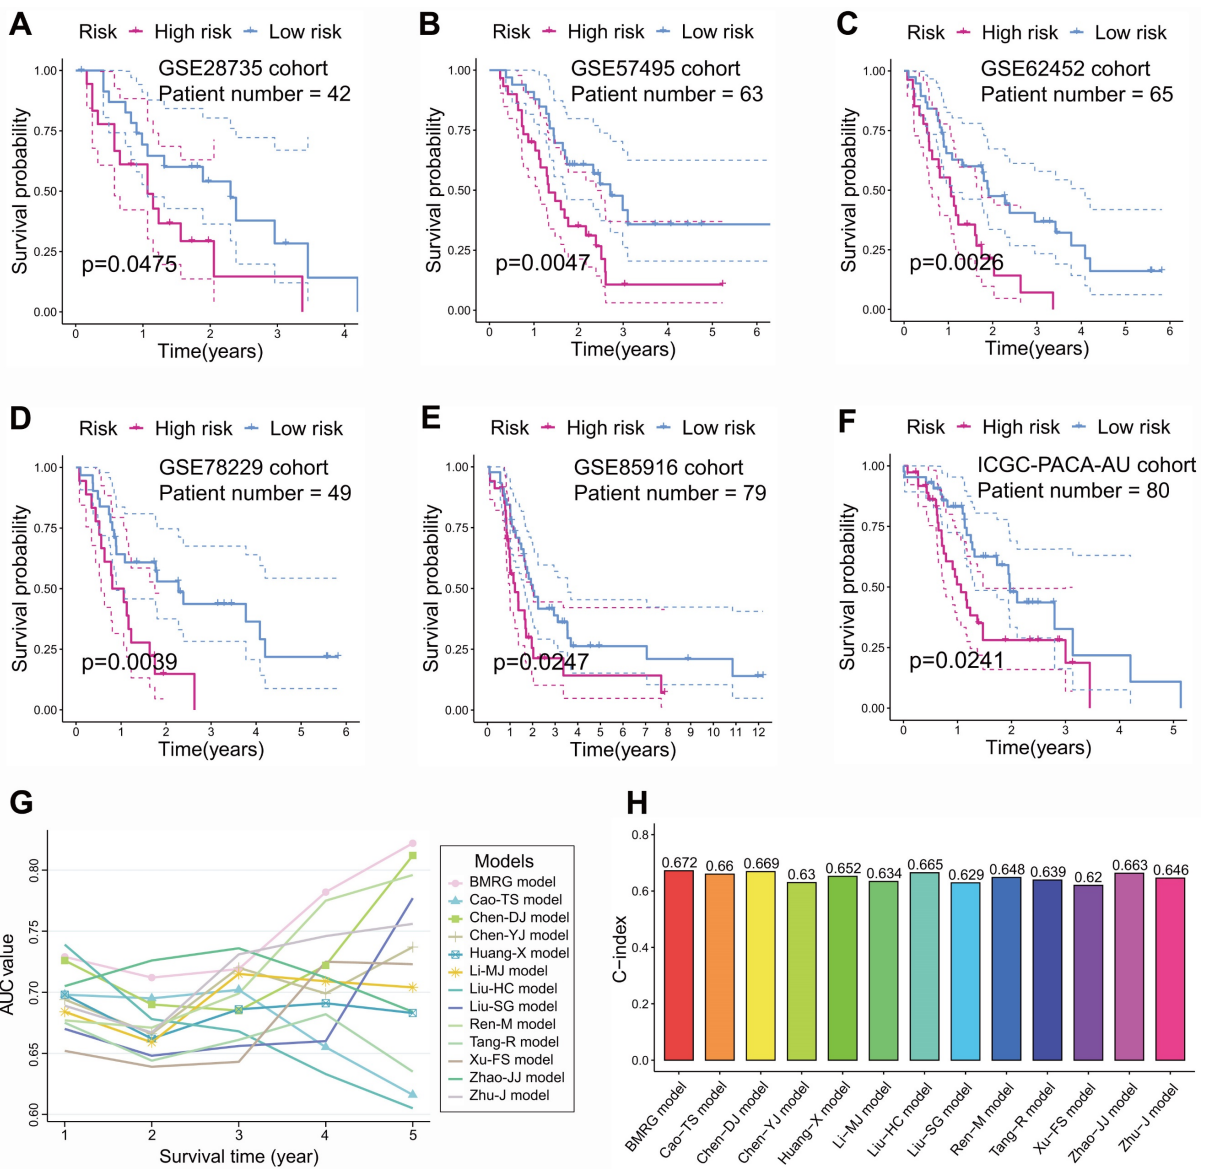 A
Risk High risk Low risk
GSE28735 cohort
Patient number = 42
Survival probability
1.00
0.75
0.50
0.25
0.00
p=0.0475
0 1 2 3 4
Time(years)
B
Risk High risk Low risk
GSE57495 cohort
Patient number = 63
Survival probability
1.00
0.75
0.50
0.25
0.00
p=0.0047
0 1 2 3 4 5 6
Time(years)
C
Risk High risk Low risk
GSE62452 cohort
Patient number = 65
Survival probability
1.00
0.75
0.50
0.25
0.00
p=0.0026
0 1 2 3 4 5 6
Time(years)
D
Risk High risk Low risk
GSE78229 cohort
Patient number = 49
Survival probability
1.00
0.75
0.50
0.25
0.00
p=0.0039
0 1 2 3 4 5 6
Time(years)
E
Risk High risk Low risk
GSE85916 cohort
Patient number = 79
Survival probability
1.00
0.75
0.50
0.25
0.00
p=0.0247
0 1 2 3 4 5 6 7 8 9 10 11 12
Time(years)
F
Risk High risk Low risk
ICGC-PACA-AU cohort
Patient number = 80
Survival probability
1.00
0.75
0.50
0.25
0.00
p=0.0241
0 1 2 3 4 5
Time(years)
G
AUC value
0.80
0.75
0.70
0.65
0.60
1 2 3 4 5
Survival time (year)
Models
BMRG model
Cao-TS model
Chen-DJ model
Chen-YJ model
Huang-X model
Li-MJ model
Liu-HC model
Liu-SG model
Ren-M model
Tang-R model
Xu-FS model
Zhao-JJ model
Zhu-J model
H
C−index
0.8
0.6
0.4
0.2
0.0
0.672 0.66 0.669 0.63 0.652 0.634 0.665 0.629 0.648 0.639 0.62 0.663 0.646
BMRG model
Cao−TS model
Chen−DJ model
Chen−YJ model
Huang−X model
Li−MJ model
Liu−HC model
Liu−SG model
Ren−M model
Tang−R model
Xu−FS model
Zhao−JJ model
Zhu−J model